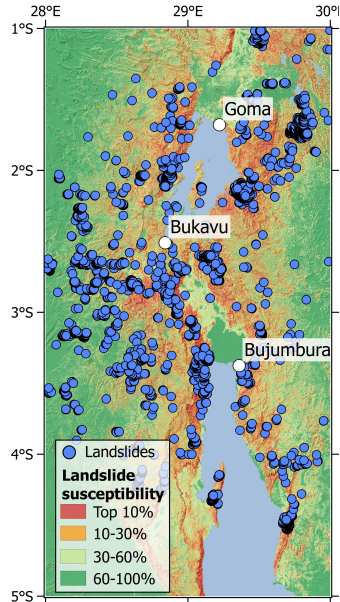 28°
29°E
30°
1°S
Goma
2°S
Bukavu
3°S
Bujumbura
4°S
Landslides
Landslide
susceptibility
Top 10%
10-30%
30-60%
60-100%
5°S